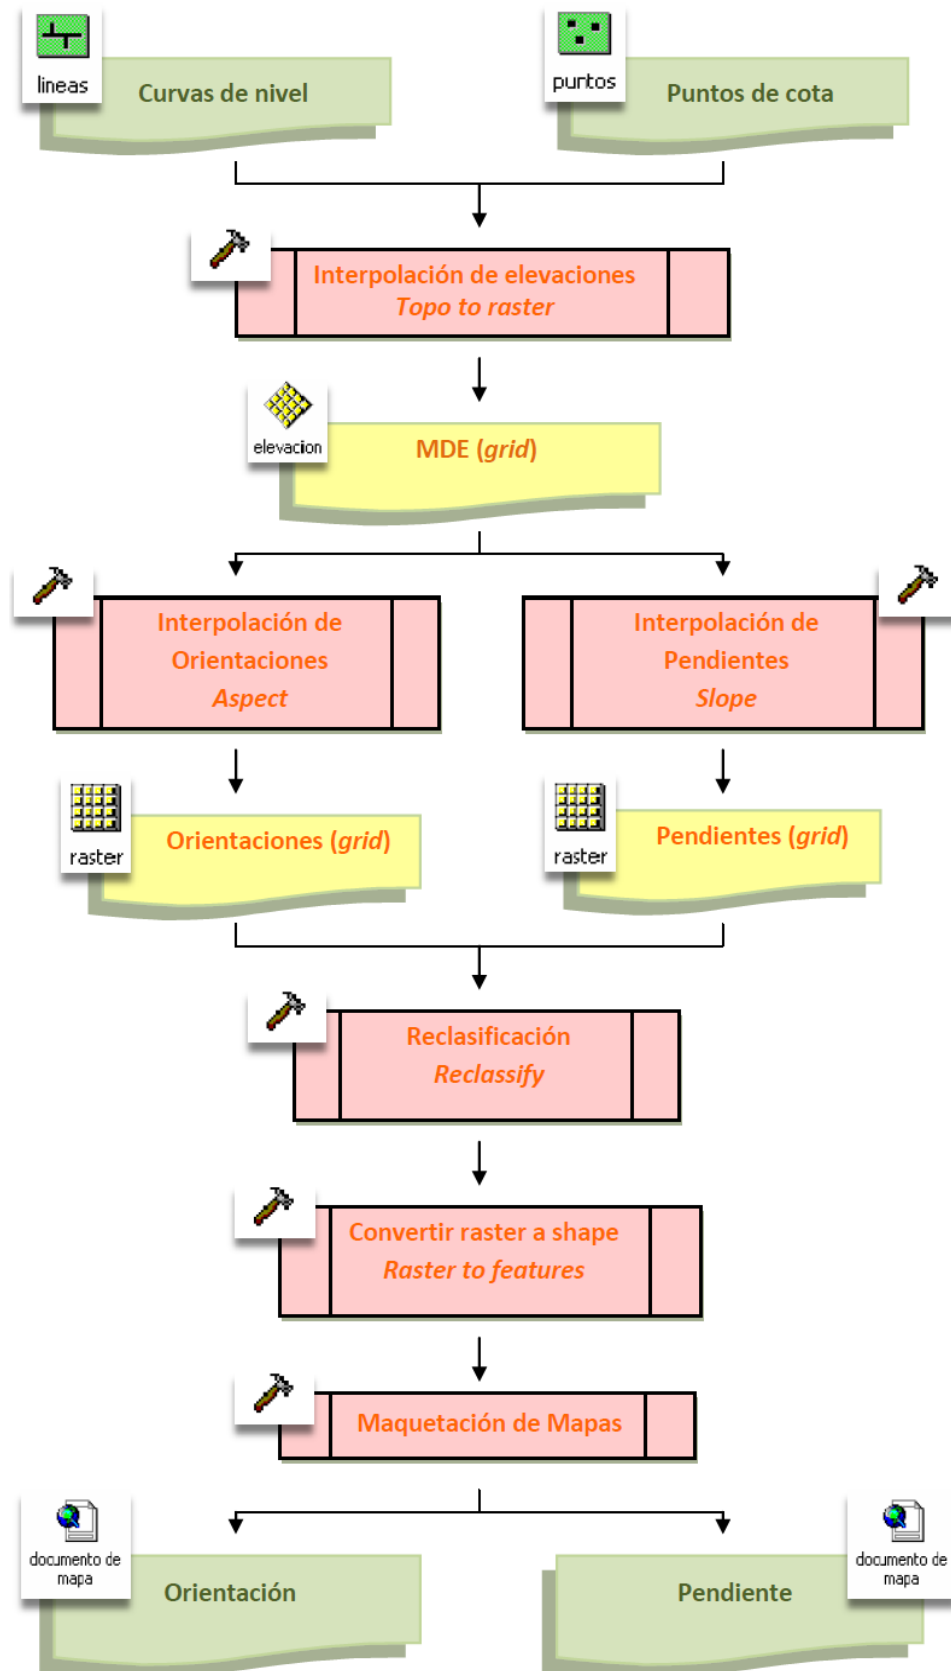 lineas
Curvas de nivel
puntos
Puntos de cota
Interpolación de elevaciones
Topo to raster
elevacion
MDE (grid)
Interpolación de
Orientaciones
Aspect
Interpolación de
Pendientes
Slope
raster
Orientaciones (grid)
raster
Pendientes (grid)
Reclasificación
Reclassify
Convertir raster a shape
Raster to features
Maquetación de Mapas
documento de
mapa
Orientación
documento de
mapa
Pendiente